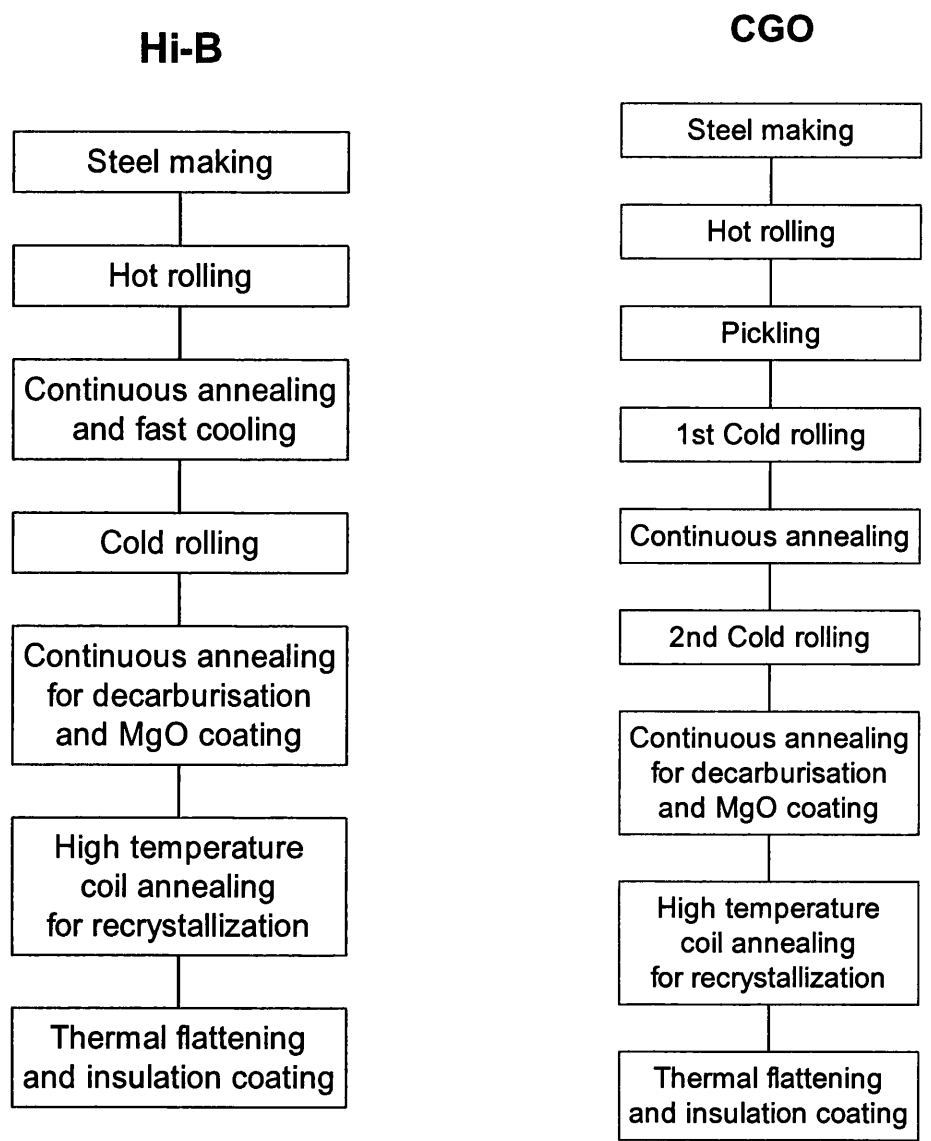 Hi-B
Steel making
Hot rolling
Continuous annealing
and fast cooling
Cold rolling
Continuous annealing
for decarburisation
and MgO coating
High temperature
coil annealing
for recrystallization
Thermal flattening
and insulation coating
CGO
Steel making
Hot rolling
Pickling
1st Cold rolling
Continuous annealing
2nd Cold rolling
Continuous annealing
for decarburisation
and MgO coating
High temperature
coil annealing
for recrystallization
Thermal flattening
and insulation coating